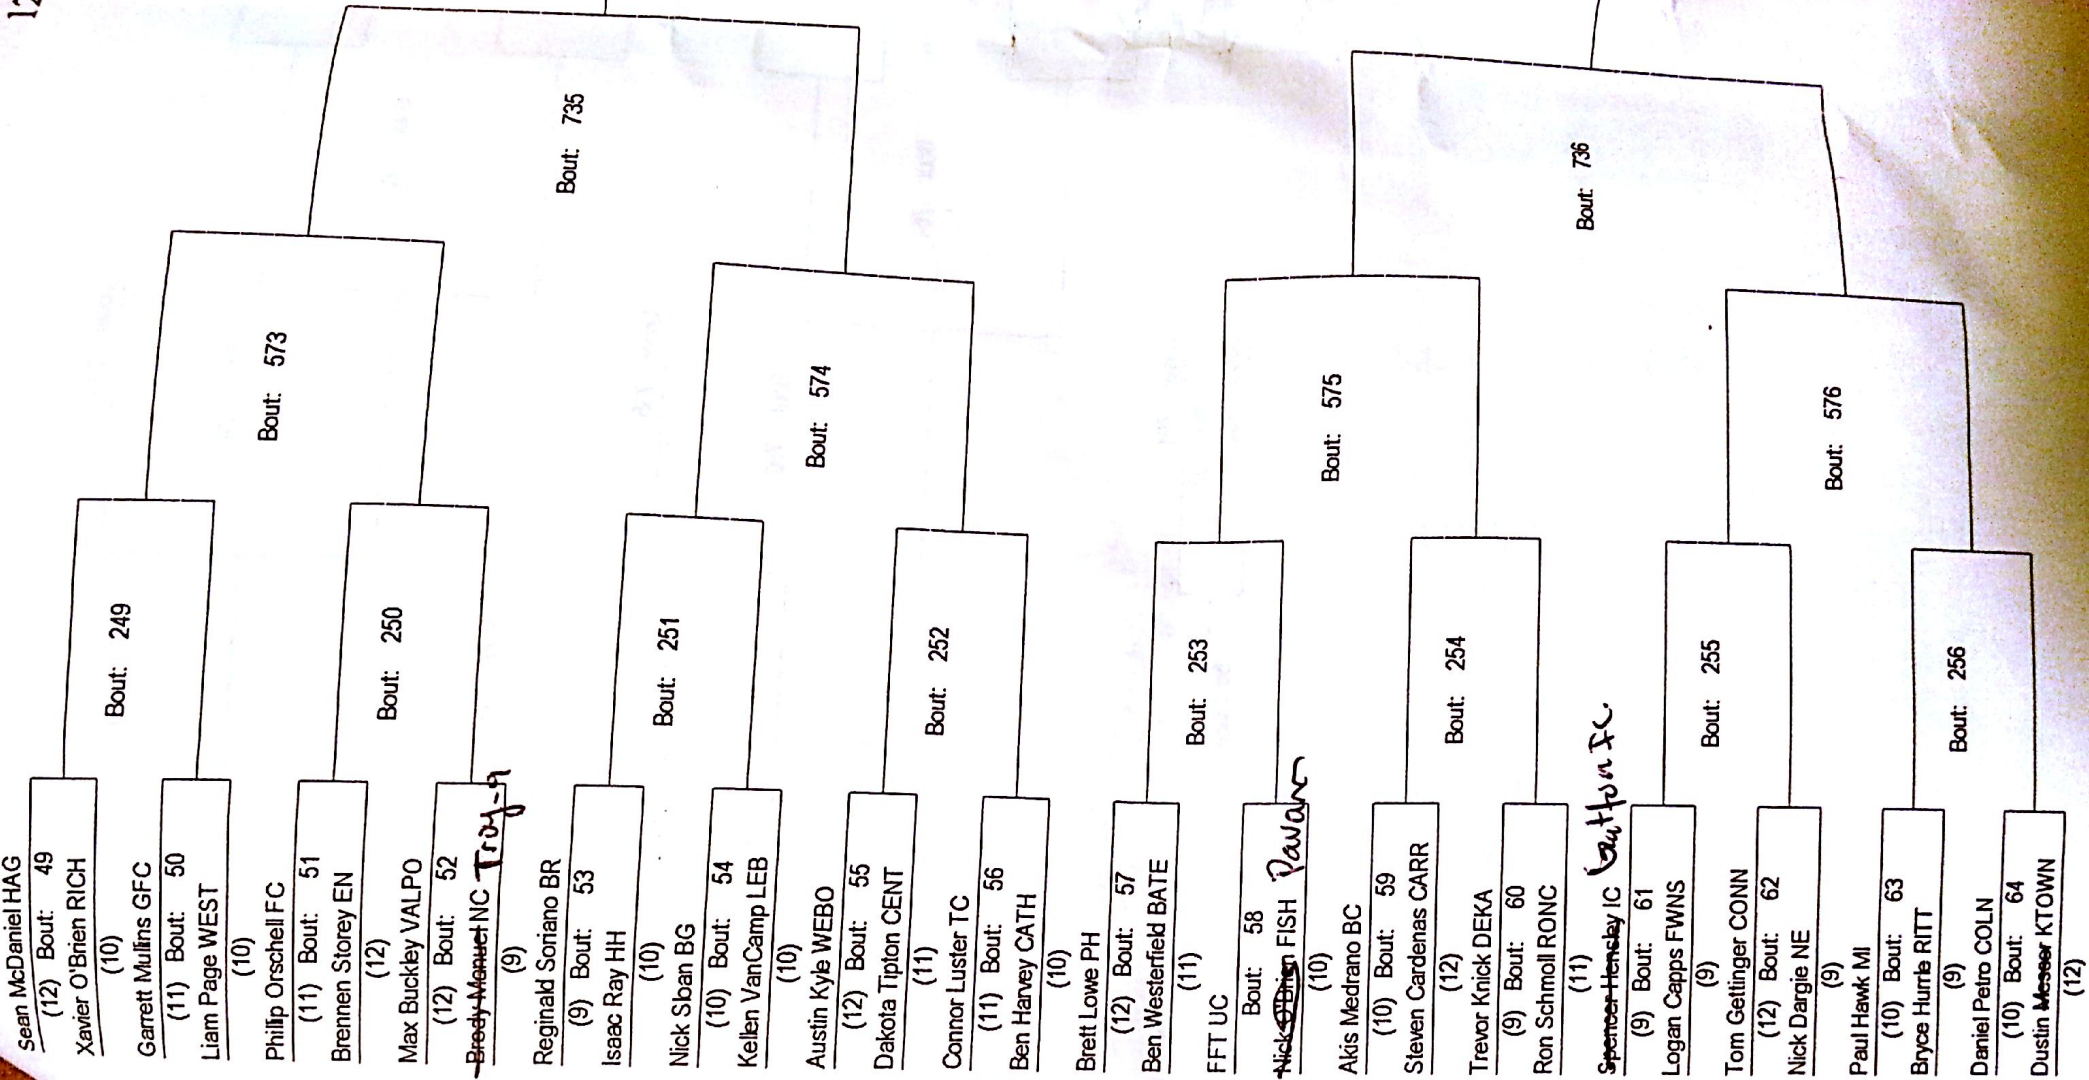 12
Sean McDaniel HAG
(12) Bout: 49
Xavier O'Brien RICH
(10)
Bout: 249
Garrett Mullins GFC
(11) Bout: 50
Liam Page WEST
(10)
Bout: 573
Phillip Orschell FC
(11) Bout: 51
Brennen Storey EN
(12)
Bout: 250
Max Buckley VALPO
(12) Bout: 52
Brody Manuel NC Troy-9
(9)
Bout: 735
Reginald Soriano BR
(9) Bout: 53
Isaac Ray HH
(10)
Bout: 251
Nick Sloan BG
(10) Bout: 54
Kellen VanCamp LEB
(10)
Bout: 574
Austin Kyle WEBO
(12) Bout: 55
Dakota Tipton CENT
(11)
Bout: 252
Connor Luster TC
(11) Bout: 56
Ben Harvey CATH
(10)
Brett Lowe PH
(12) Bout: 57
Ben Westerfield BATE
(11)
Bout: 253
FFT UC
Bout: 58
Nick O'Brien FISH
(10)
Bout: 575
Akis Medrano BC
(10) Bout: 59
Steven Cardenas CARR
(12)
Bout: 254
Trevor Knick DEKA
(9) Bout: 60
Ron Schmoll RONC
(11)
Bout: 736
Spencer Hensley IC
(9) Bout: 61
Logan Capps FWNS
(9)
Bout: 255
Tom Gettinger CONN
(12) Bout: 62
Nick Dargie NE
(9)
Bout: 576
Paul Hawk MI
(10) Bout: 63
Bryce Hurrle RITT
(9)
Bout: 256
Daniel Petro COLN
(10) Bout: 64
Dustin Messer KTOWN
(12)